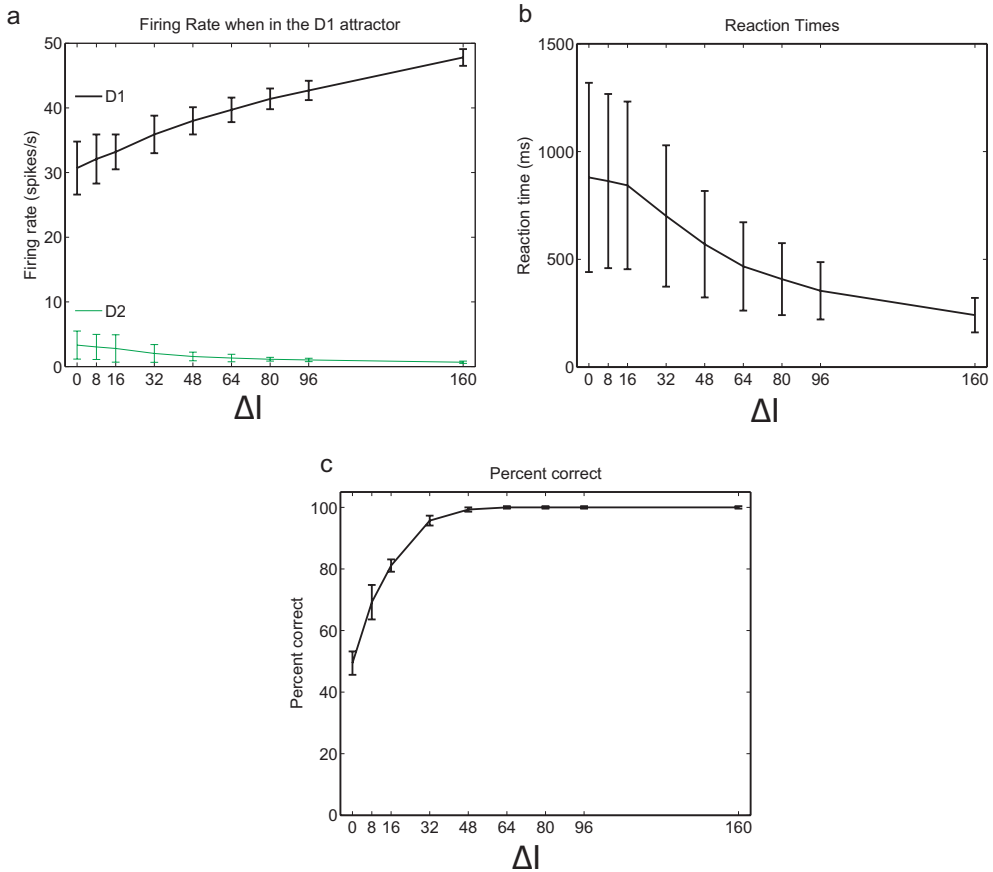 a
Firing Rate when in the D1 attractor
Firing rate (spikes/s)
50
40
30
20
10
0
D1
D2
0 8 16 32 48 64 80 96 160
ΔI
b
Reaction Times
Reaction time (ms)
1500
1000
500
0
0 8 16 32 48 64 80 96 160
ΔI
c
Percent correct
Percent correct
100
80
60
40
20
0
0 8 16 32 48 64 80 96 160
ΔI